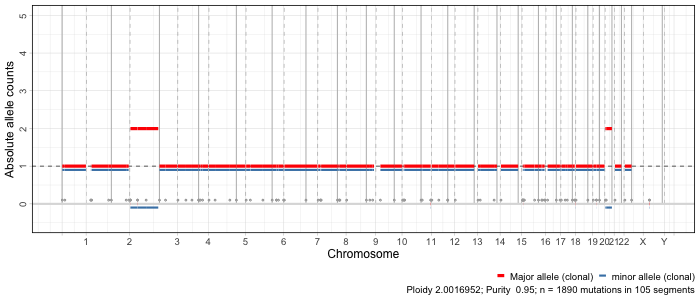 5
4
3
2
1
0
Absolute allele counts
1 2 3 4 5 6 7 8 9 10 11 12 13 14 15 16 17 18 19 20 21 22 X Y
Chromosome
Major allele (clonal) minor allele (clonal)
Ploidy 2.0016952; Purity 0.95; n = 1890 mutations in 105 segments